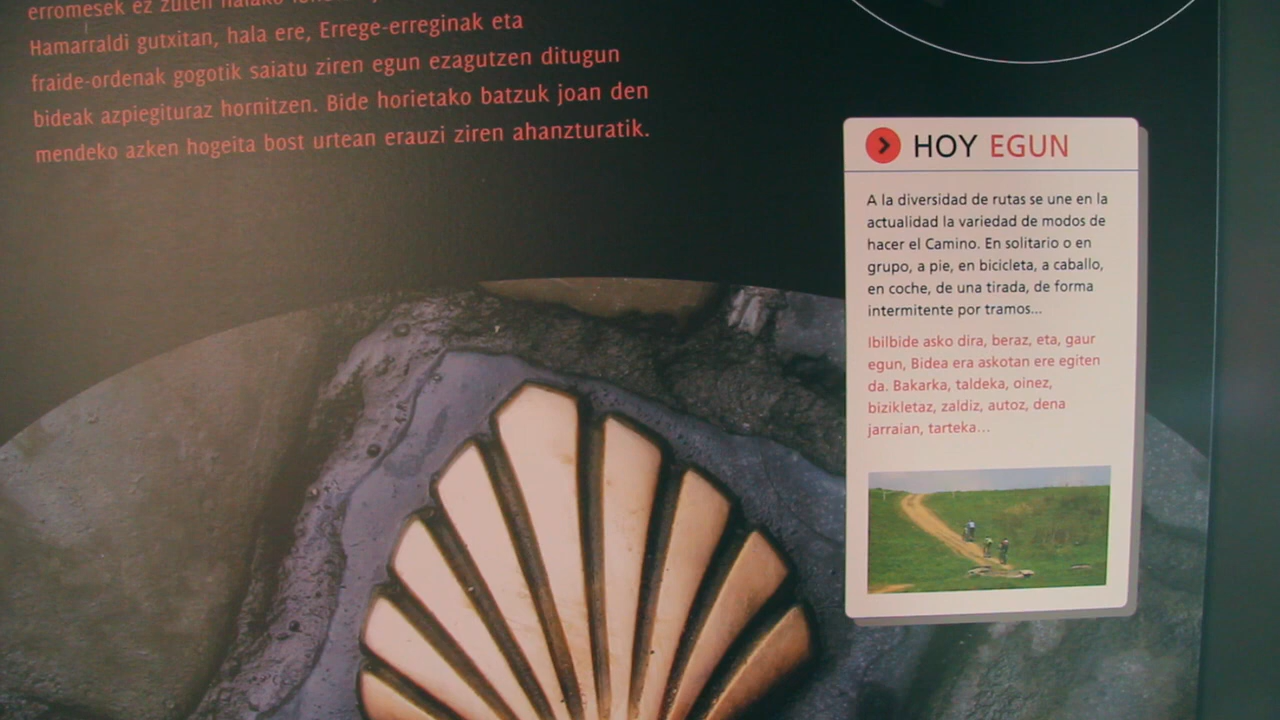 erromesek ez zuten
Hamarraldi gutxitan, hala ere, Errege-erreginak eta
fraide-ordenak gogotik saiatu ziren egun ezagutzen ditugun
bideak azpiegituraz hornitzen. Bide horietako batzuk joan den
mendeko azken hogeita bost urtean erauzi ziren ahanzturatik.
HOY EGUN
A la diversidad de rutas se une en la
actualidad la variedad de modos de
hacer el Camino. En solitario o en
grupo, a pie, en bicicleta, a caballo,
en coche, de una tirada, de forma
intermitente por tramos...
Ibilbide asko dira, beraz, eta, gaur
egun, Bidea era askotan ere egiten
da. Bakarka, taldeka, oinez,
bizikletaz, zaldiz, autoz, dena
jarraian, tarteka...